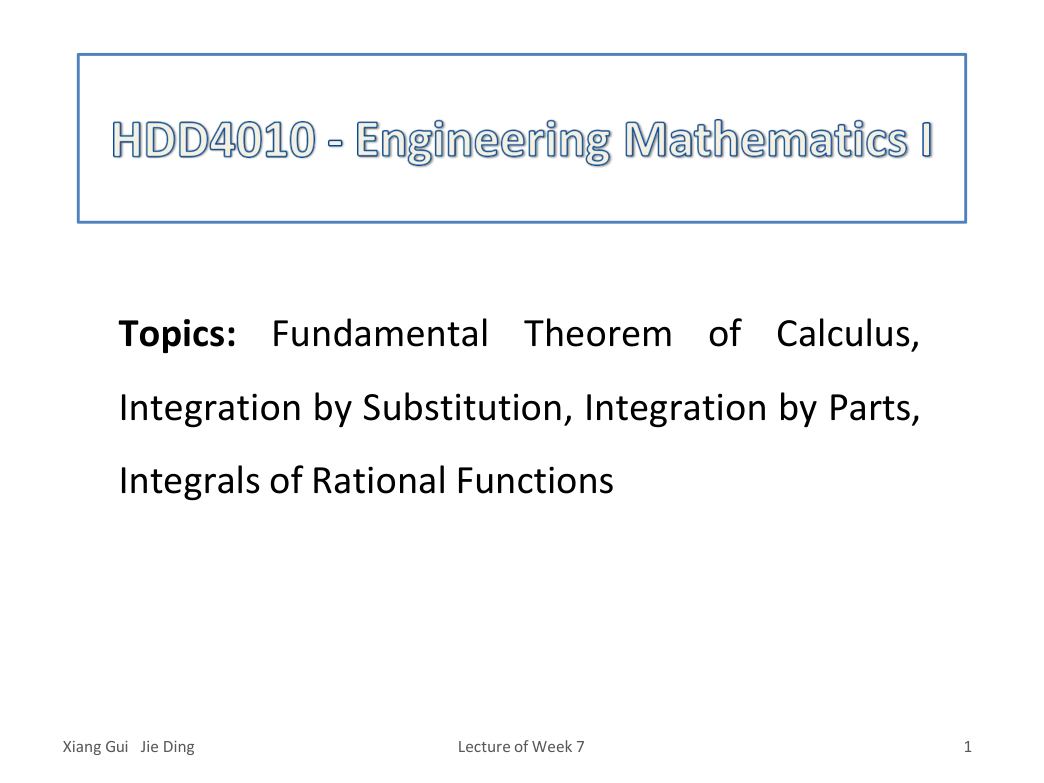 HDD4010 - Engineering Mathematics I
Topics: Fundamental Theorem of Calculus,
Integration by Substitution, Integration by Parts,
Integrals of Rational Functions
Xiang Gui Jie Ding
Lecture of Week 7
1